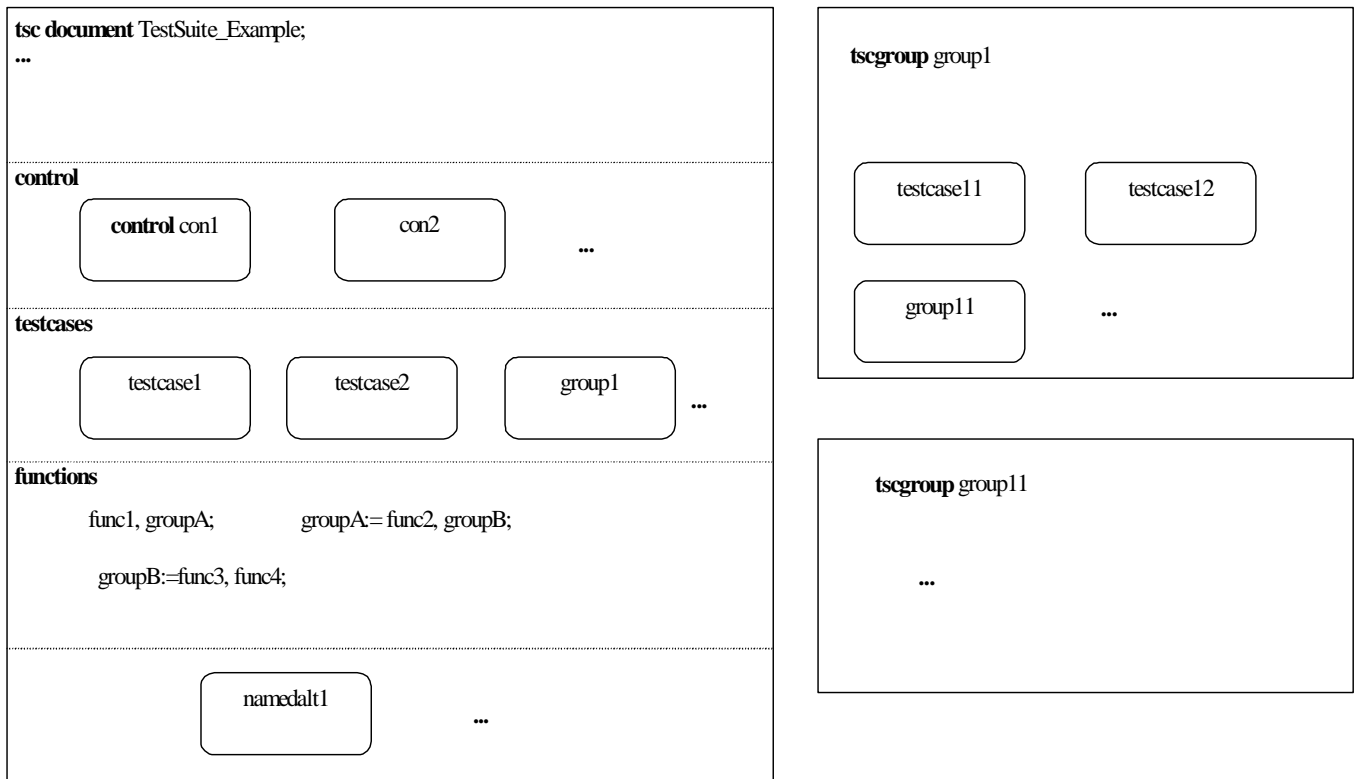 tsc document TestSuite_Example;
...
control
control con1
con2
...
testcases
testcase1
testcase2
group1
...
functions
func1, groupA;
groupA:= func2, groupB;
groupB:=func3, func4;
namedalt1
...
tscgroup group1
testcase11
testcase12
group11
...
tscgroup group11
...